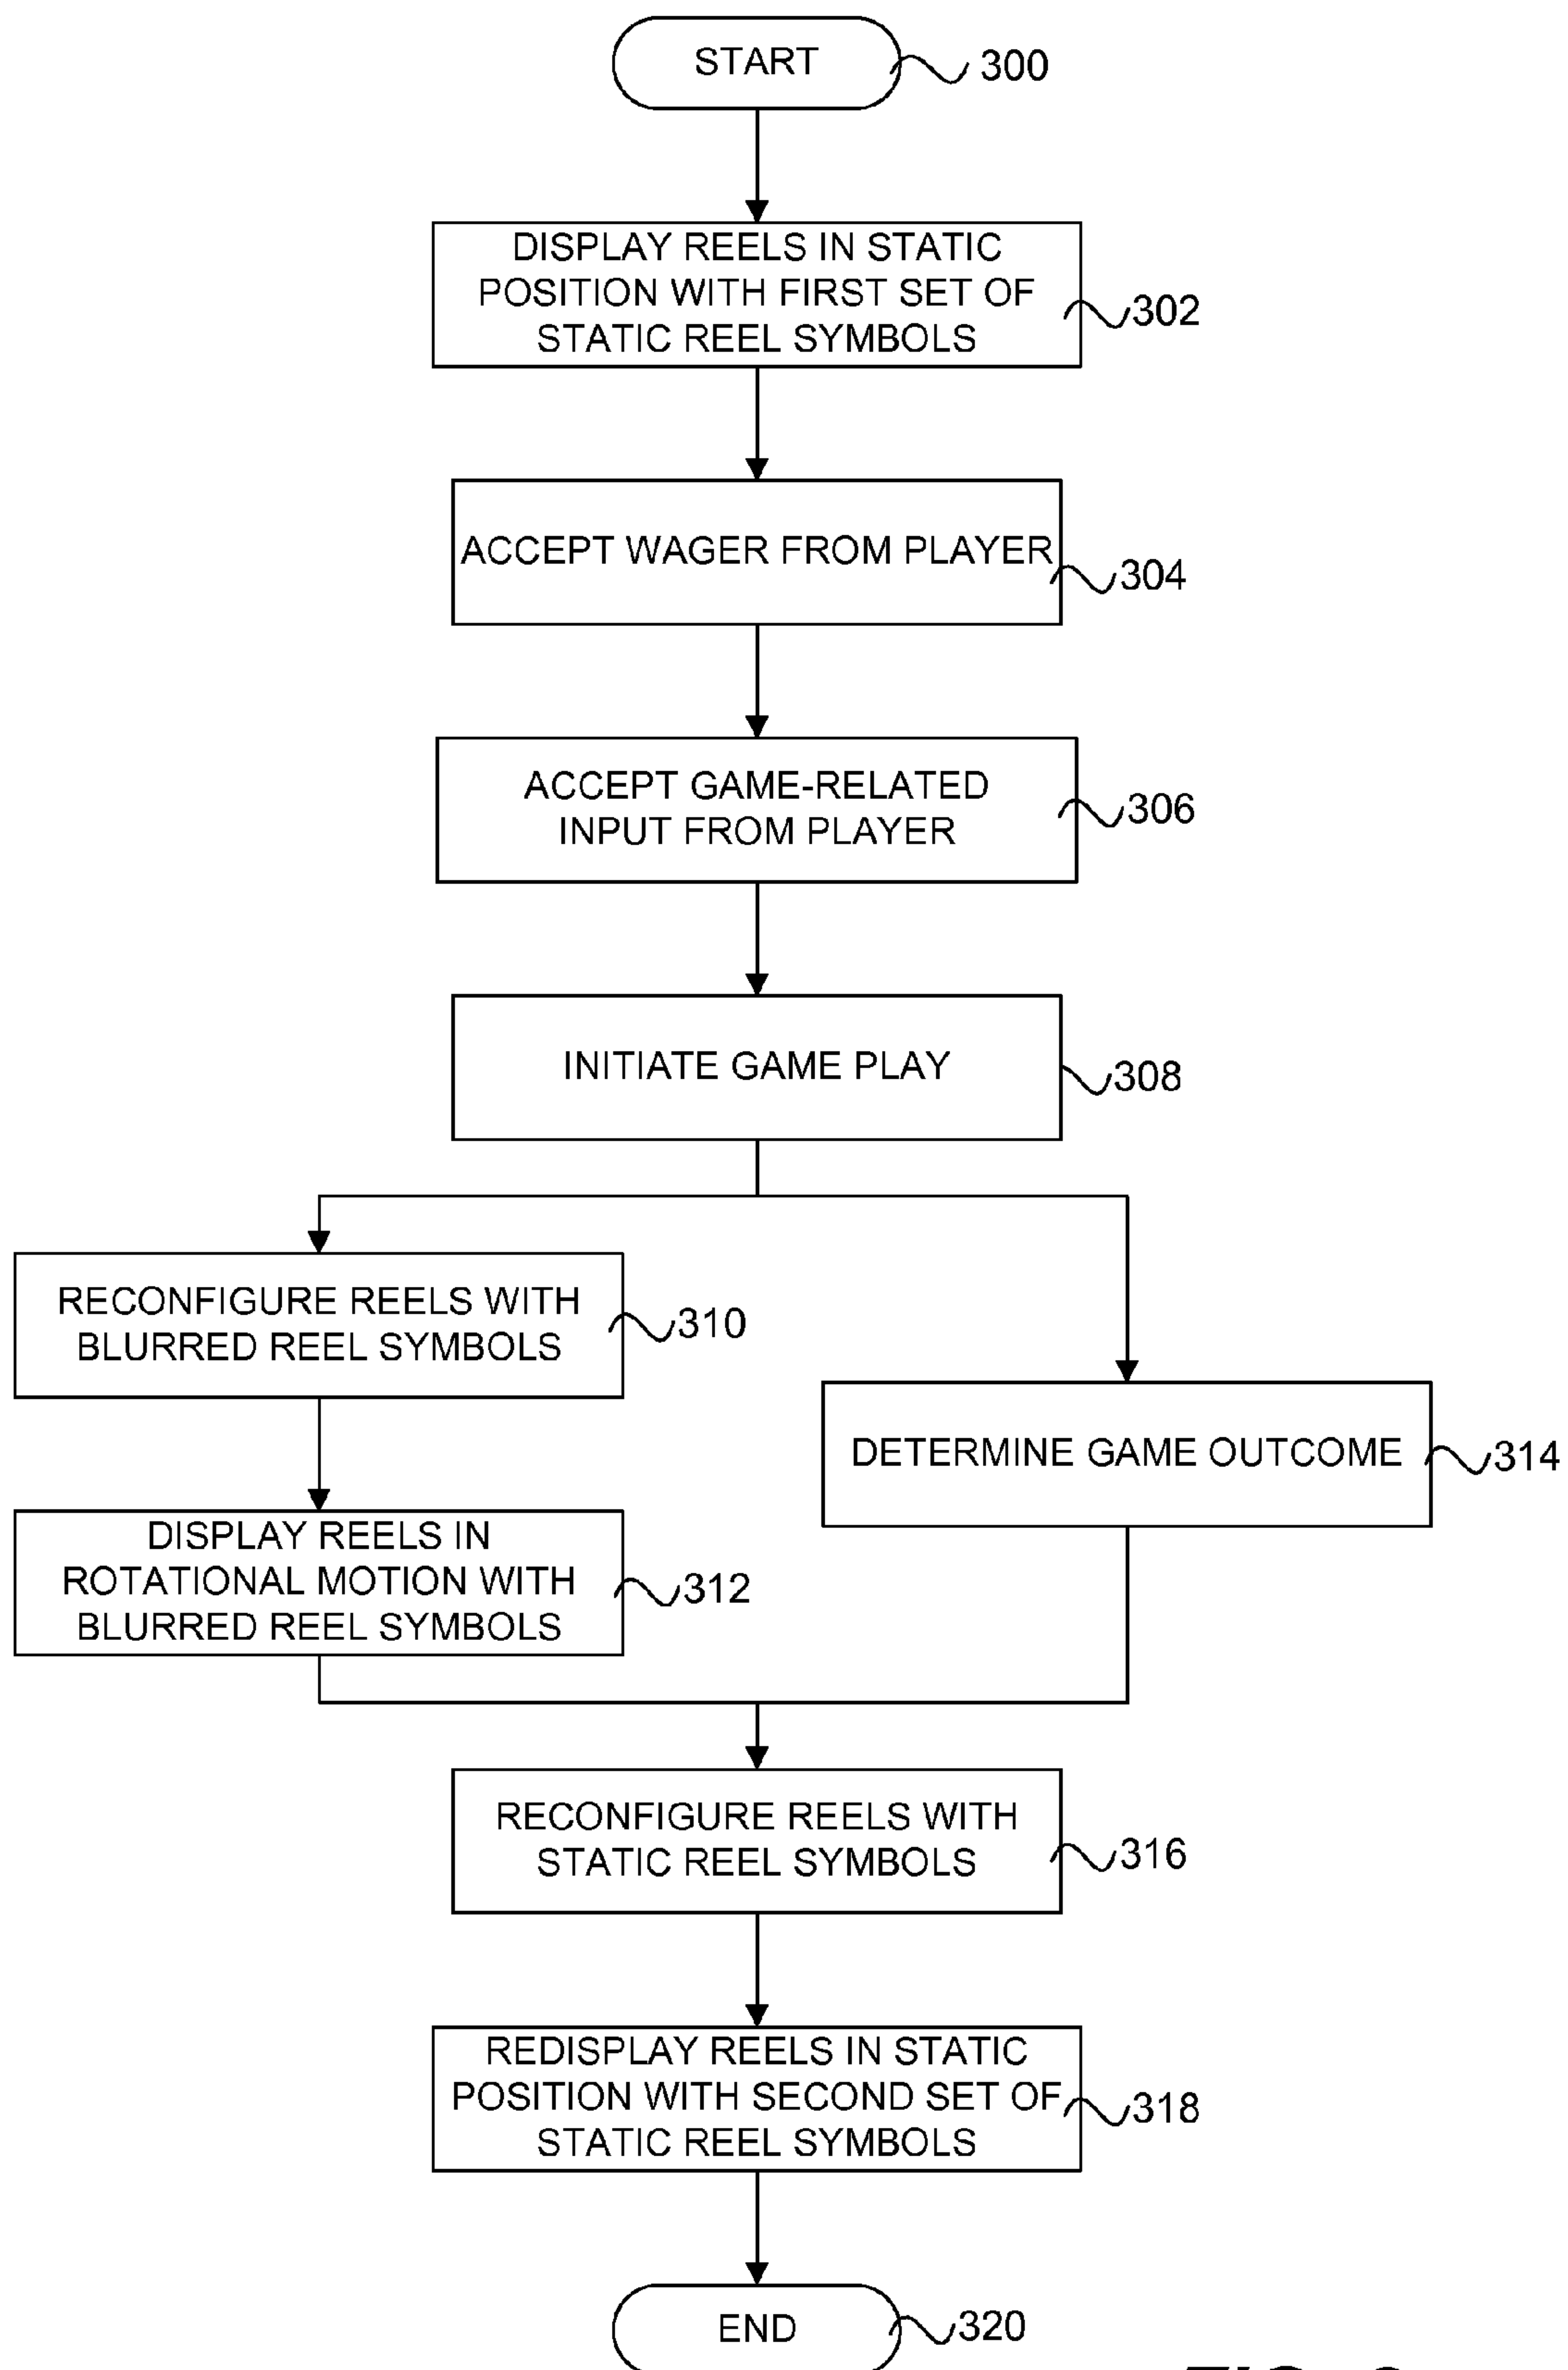 START
300
DISPLAY REELS IN STATIC
POSITION WITH FIRST SET OF
STATIC REEL SYMBOLS
302
ACCEPT WAGER FROM PLAYER
304
ACCEPT GAME-RELATED
INPUT FROM PLAYER
306
INITIATE GAME PLAY
308
RECONFIGURE REELS WITH
BLURRED REEL SYMBOLS
310
DETERMINE GAME OUTCOME
314
DISPLAY REELS IN
ROTATIONAL MOTION WITH
BLURRED REEL SYMBOLS
312
RECONFIGURE REELS WITH
STATIC REEL SYMBOLS
316
REDISPLAY REELS IN STATIC
POSITION WITH SECOND SET OF
STATIC REEL SYMBOLS
318
END
320